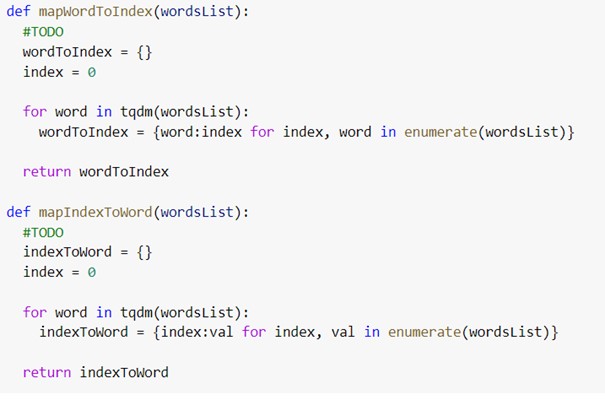 def mapWordToIndex(wordsList):
  #TODO
  wordToIndex = {}
  index = 0

  for word in tqdm(wordsList):
    wordToIndex = {word:index for index, word in enumerate(wordsList)}

  return wordToIndex

def mapIndexToWord(wordsList):
  #TODO
  indexToWord = {}
  index = 0

  for word in tqdm(wordsList):
    indexToWord = {index:val for index, val in enumerate(wordsList)}

  return indexToWord